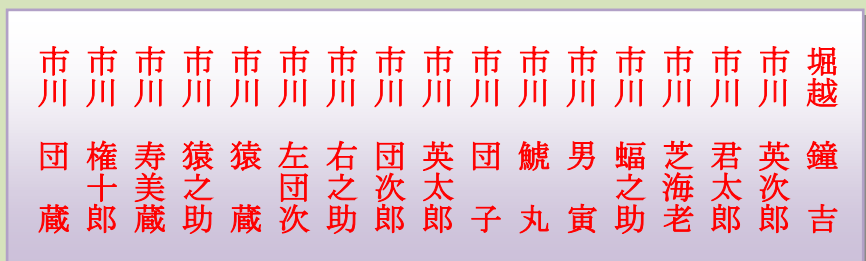 堀越 鐘吉
市川 英次郎
市川 君太郎
市川 芝海老
市川 蝠之助
市川 男寅
市川 鯱丸
市川 団子
市川 英太郎
市川 団次郎
市川 右之助
市川 左団次
市川 猿蔵
市川 猿之助
市川 寿美蔵
市川 権十郎
市川 団蔵